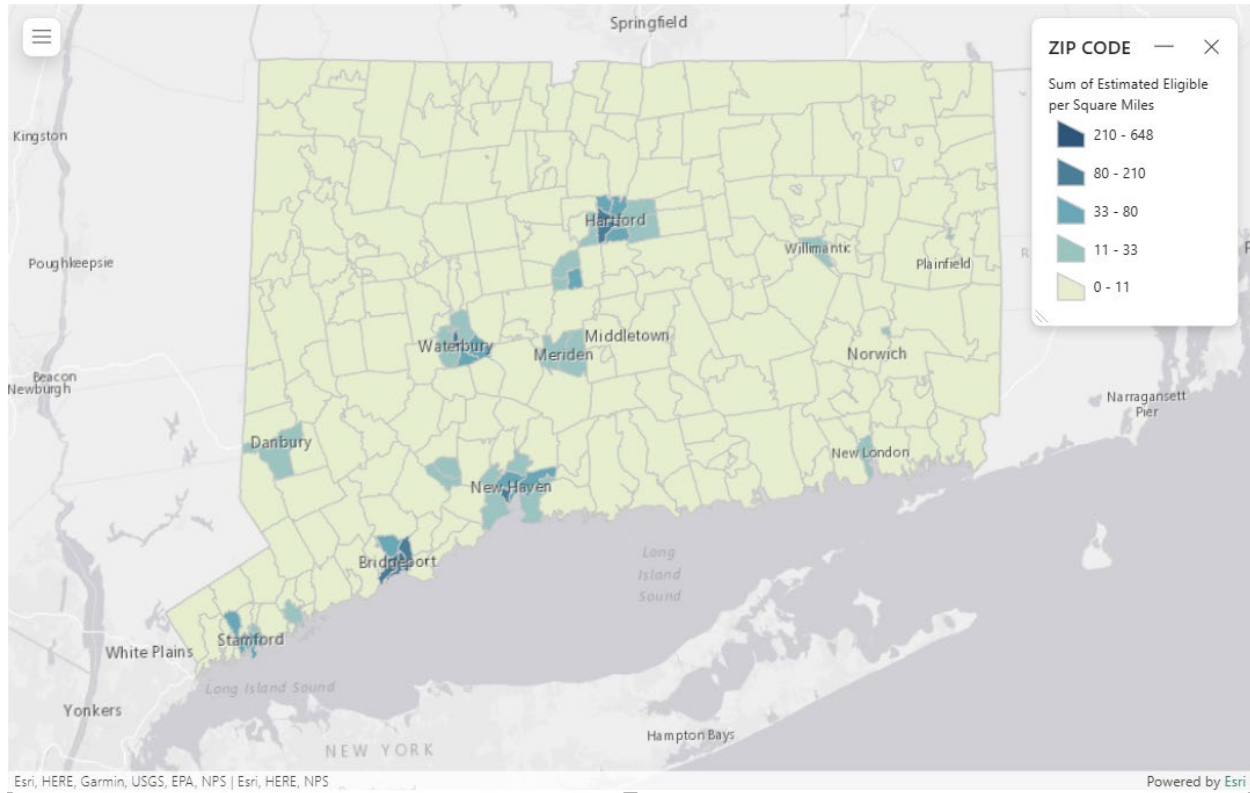 Springfield
ZIP CODE
Sum of Estimated Eligible
per Square Miles
210 - 648
80 - 210
33 - 80
11 - 33
0 - 11
Kingston
Hartford
Willimantic
Poughkeepsie
Plainfield
R
Middletown
Waterbury
Meriden
Norwich
Beacon
Newburgh
Narragansett
Pier
Danbury
New London
New Haven
Bridgeport
Long
Island
Sound
Stamford
White Plains
Long Island Sound
Yonkers
NEW YORK
Hampton Bays
Esri, HERE, Garmin, USGS, EPA, NPS | Esri, HERE, NPS
Powered by Esri